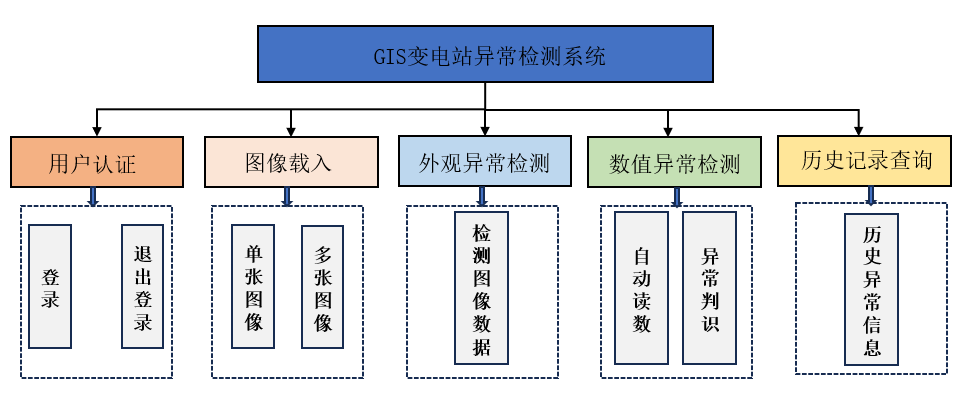 GIS变电站异常检测系统
用户认证
图像载入
外观异常检测
数值异常检测
历史记录查询
登录
退出登录
单张图像
多张图像
检测图像数据
自动读数
异常判识
历史异常信息